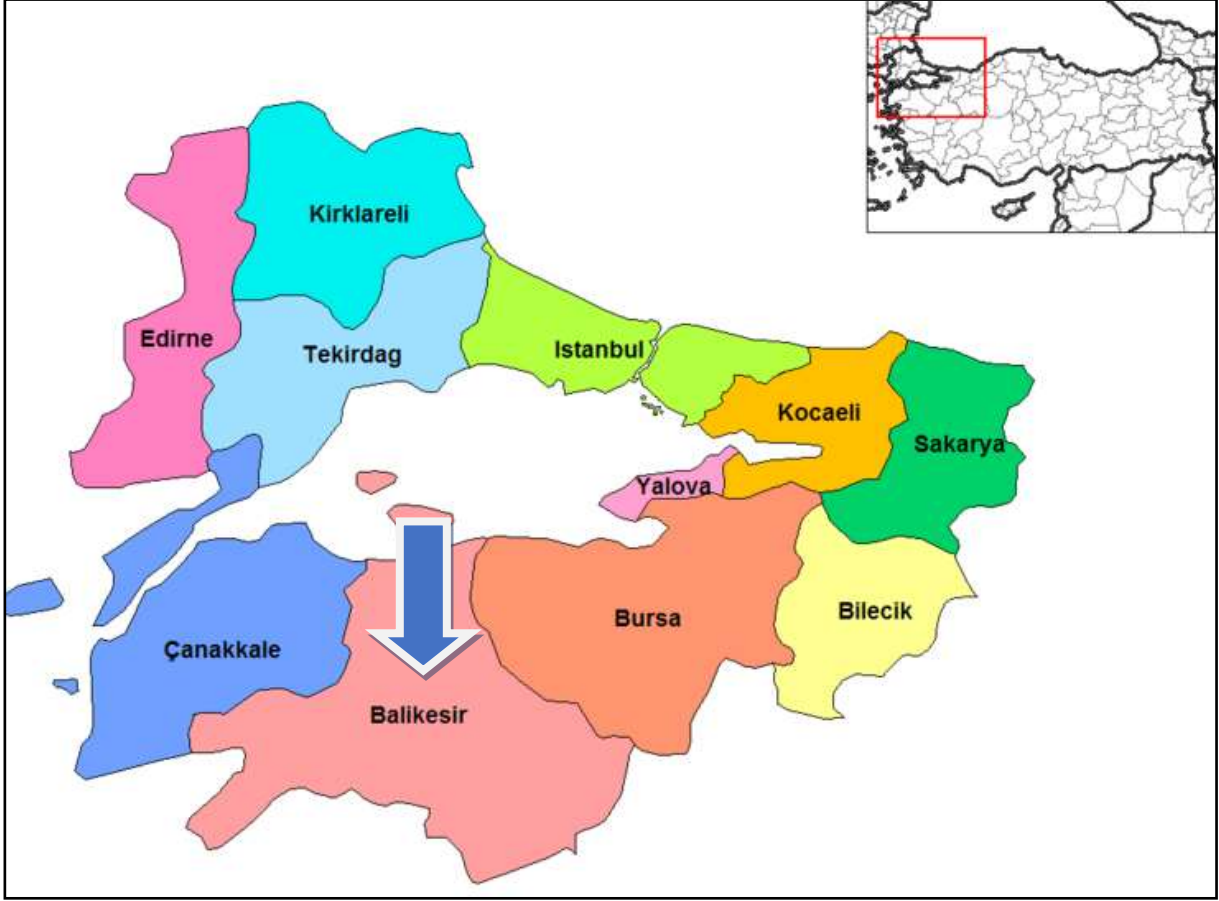 Kirklareli
Edirne
Tekirdag
Istanbul
Kocaeli
Sakarya
Yalova
Bursa
Bilecik
Çanakkale
Balikesir